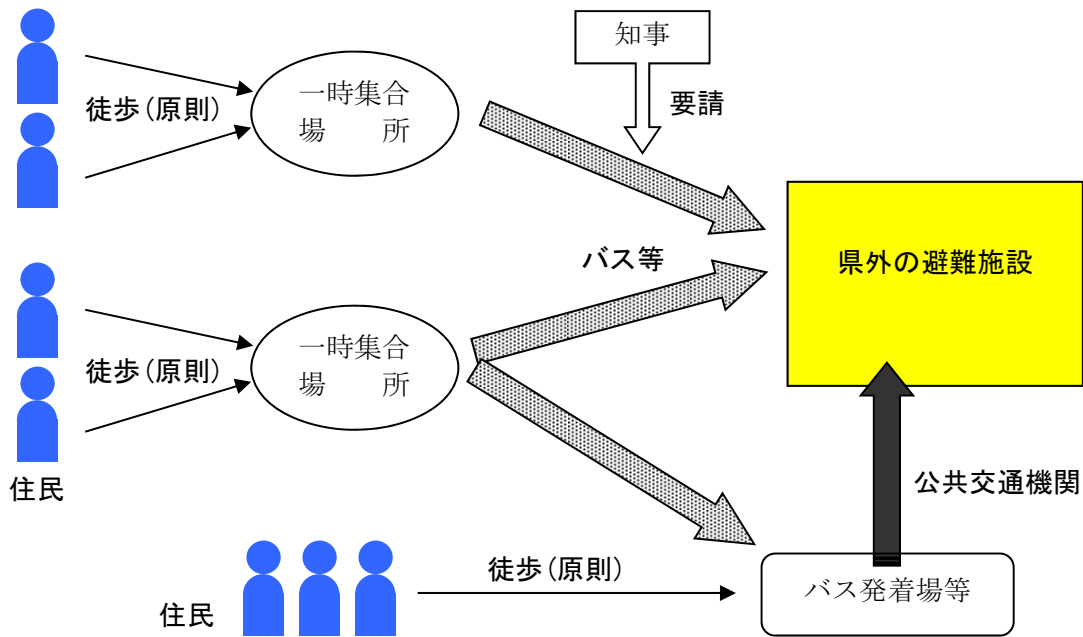 知事
要請
徒歩(原則)
一時集合
場　　所
バス等
県外の避難施設
徒歩(原則)
一時集合
場　　所
住民
公共交通機関
徒歩(原則)
住民
バス発着場等